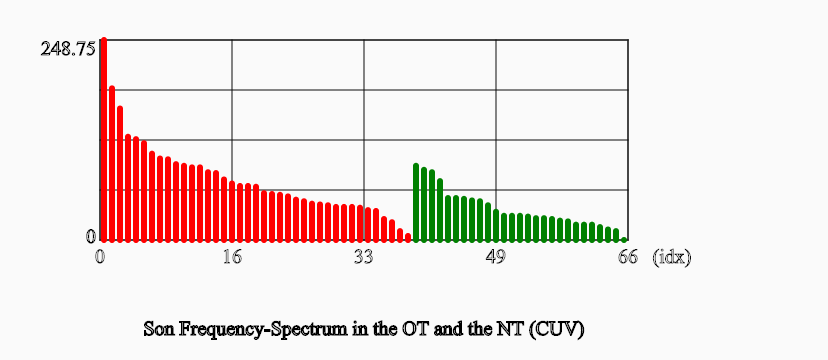 248.75
0
0 16 33 49 66 (idx)
Son Frequency-Spectrum in the OT and the NT (CUV)